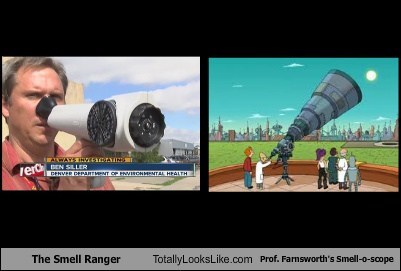 ALWAYS INVESTIGATING
BEN SILLER
DENVER DEPARTMENT OF ENVIRONMENTAL HEALTH
The Smell Ranger
TotallyLooksLike.com
Prof. Farnsworth's Smell-o-scope